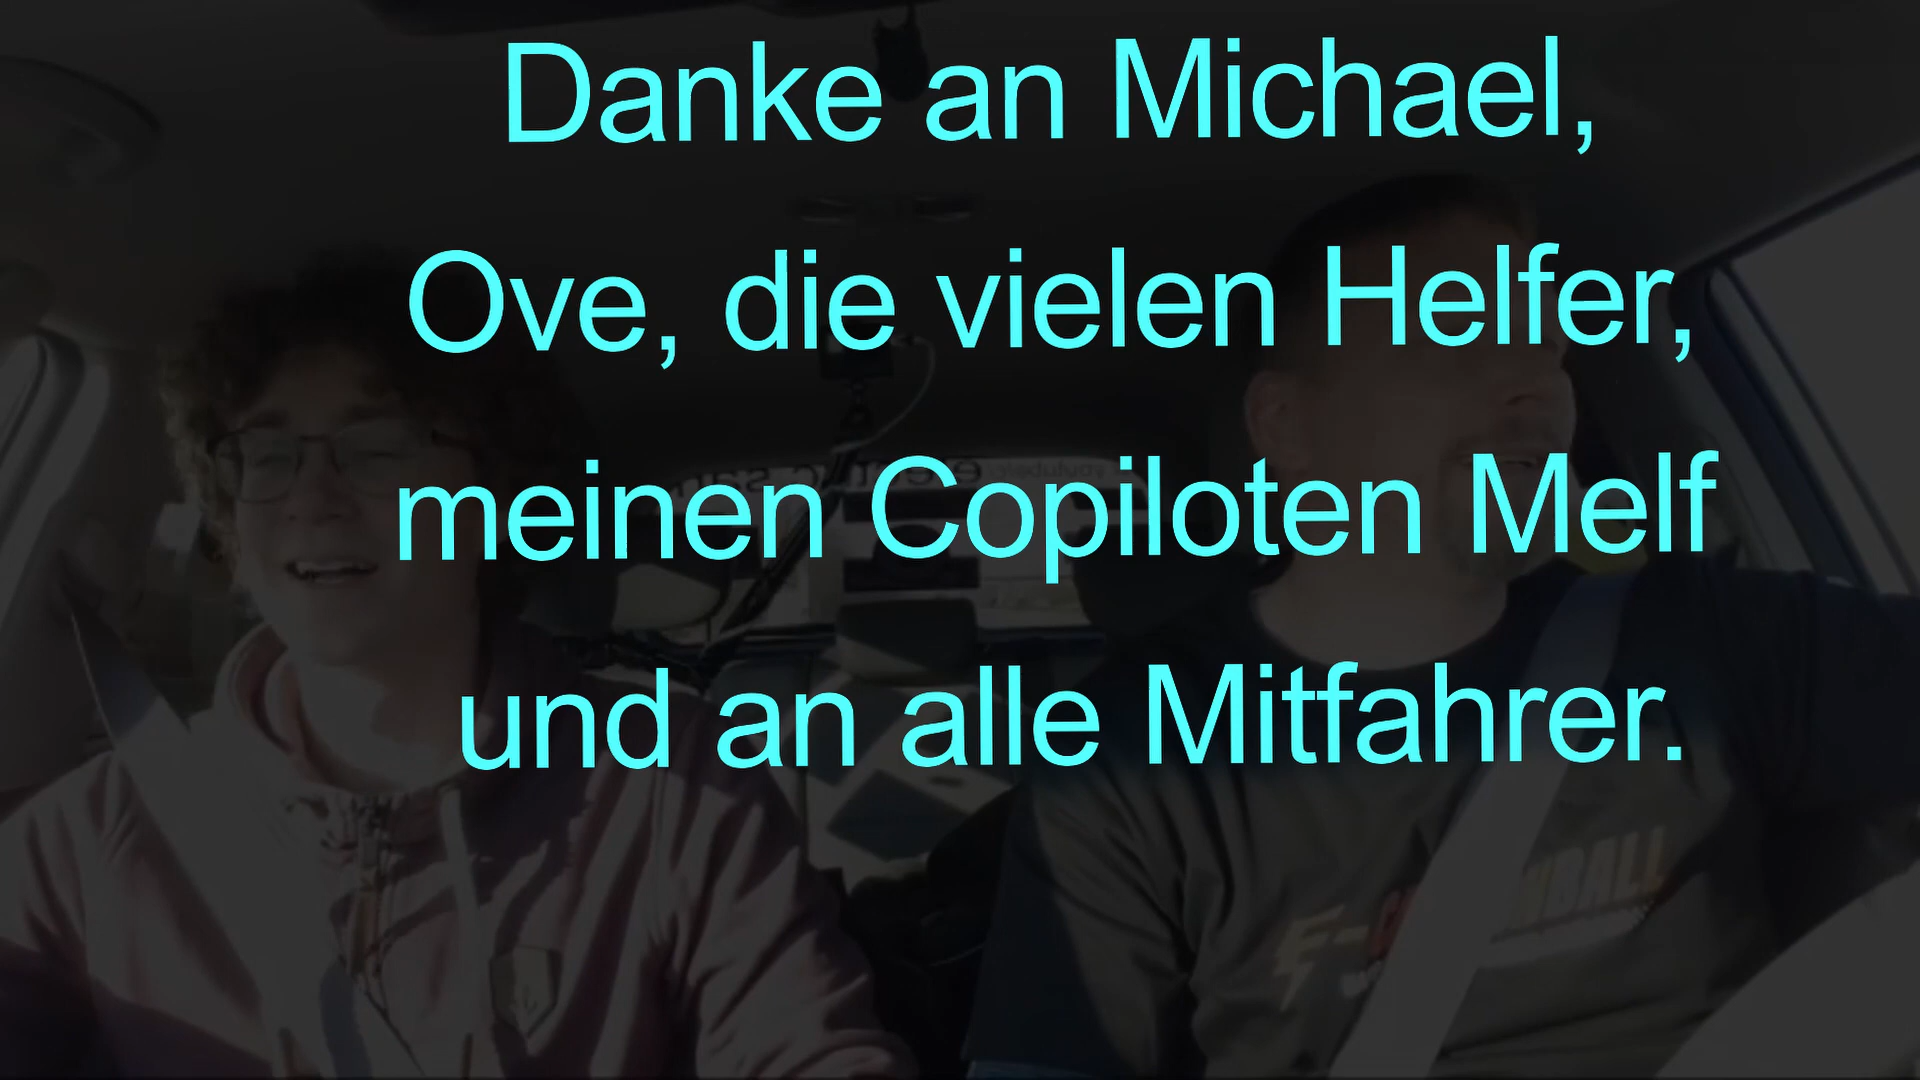 Danke an Michael,
Ove, die vielen Helfer,
meinen Copiloten Melf
und an alle Mitfahrer.